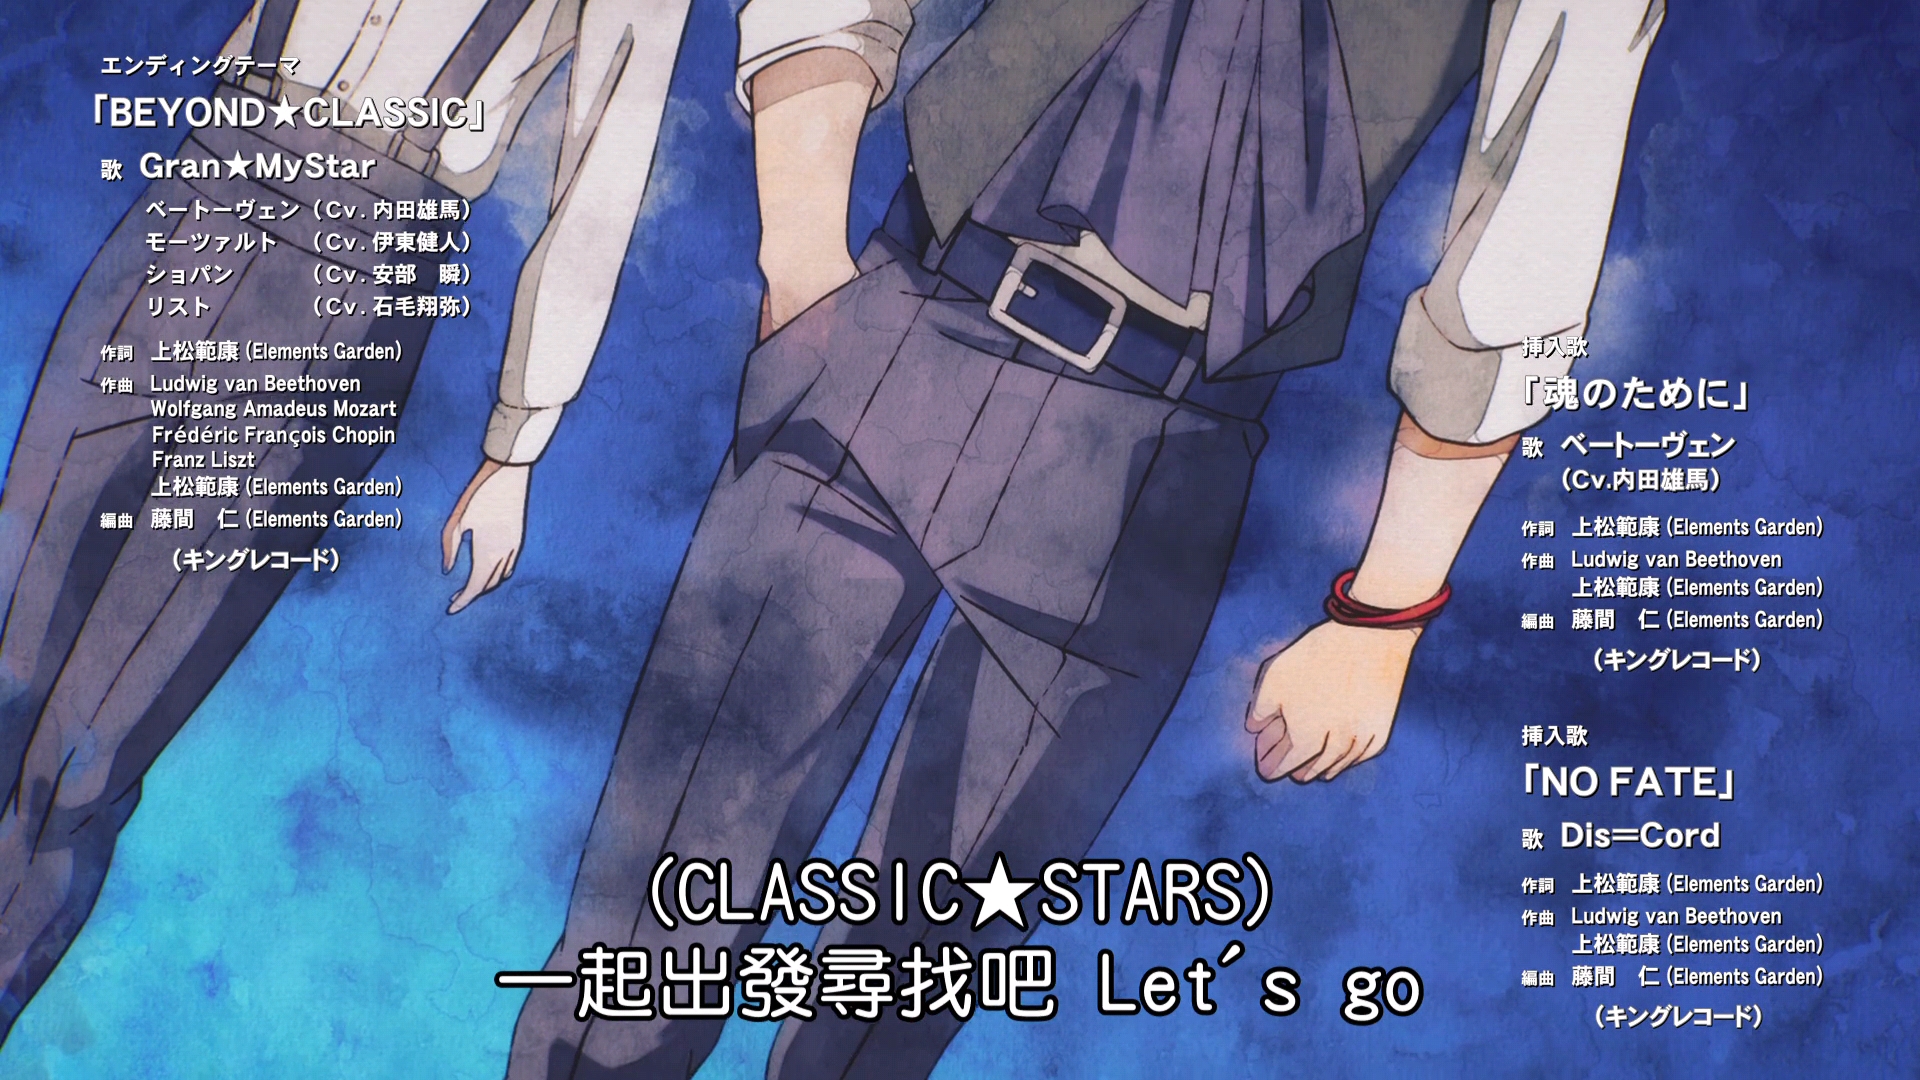 エンディングテーマ
「BEYOND★CLASSIC」
歌 Gran★MyStar
ベートーヴェン（Cv.内田雄馬）
モーツァルト （Cv.伊東健人）
ショパン （Cv.安部　瞬）
リスト （Cv.石毛翔弥）
作詞 上松範康(Elements Garden)
作曲 Ludwig van Beethoven
Wolfgang Amadeus Mozart
Frédéric François Chopin
Franz Liszt
上松範康(Elements Garden)
編曲 藤間　仁(Elements Garden)
（キングレコード）
挿入歌
「魂のために」
歌 ベートーヴェン
（Cv.内田雄馬）
作詞 上松範康(Elements Garden)
作曲 Ludwig van Beethoven
上松範康(Elements Garden)
編曲 藤間　仁(Elements Garden)
（キングレコード）
挿入歌
「NO FATE」
歌 Dis=Cord
作詞 上松範康(Elements Garden)
作曲 Ludwig van Beethoven
上松範康(Elements Garden)
編曲 藤間　仁(Elements Garden)
（キングレコード）
(CLASSIC★STARS)
一起出發尋找吧 Let´s go